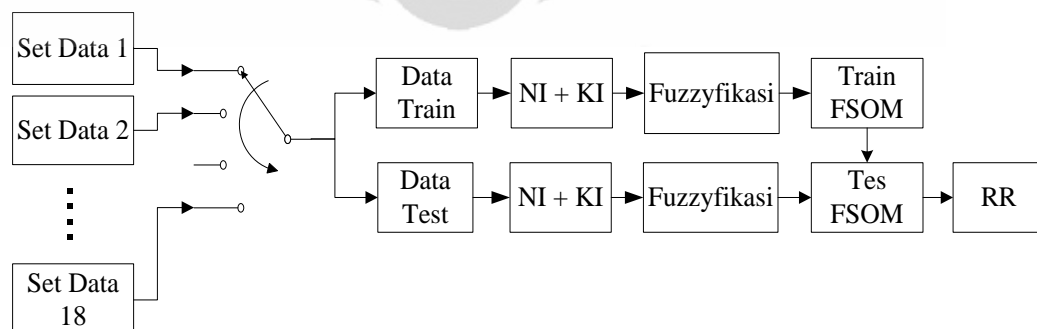 Set Data 1
Set Data 2
Set Data
18
Data
Train
NI + KI
Fuzzyfikasi
Train
FSOM
Data
Test
NI + KI
Fuzzyfikasi
Tes
FSOM
RR